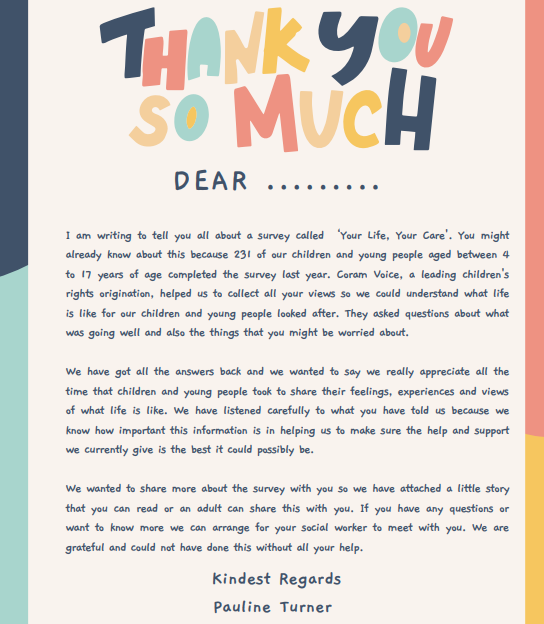 THANK YOU
SO MUCH
DEAR .........
I am writing to tell you all about a survey called 'Your Life, Your Care'. You might
already know about this because 231 of our children and young people aged between 4
to 17 years of age completed the survey last year. Coram Voice, a leading children's
rights origination, helped us to collect all your views so we could understand what life
is like for our children and young people looked after. They asked questions about what
was going well and also the things that you might be worried about.
We have got all the answers back and we wanted to say we really appreciate all the
time that children and young people took to share their feelings, experiences and views
of what life is like. We have listened carefully to what you have told us because we
know how important this information is in helping us to make sure the help and support
we currently give is the best it could possibly be.
We wanted to share more about the survey with you so we have attached a little story
that you can read or an adult can share this with you. If you have any questions or
want to know more we can arrange for your social worker to meet with you. We are
grateful and could not have done this without all your help.
Kindest Regards
Pauline Turner